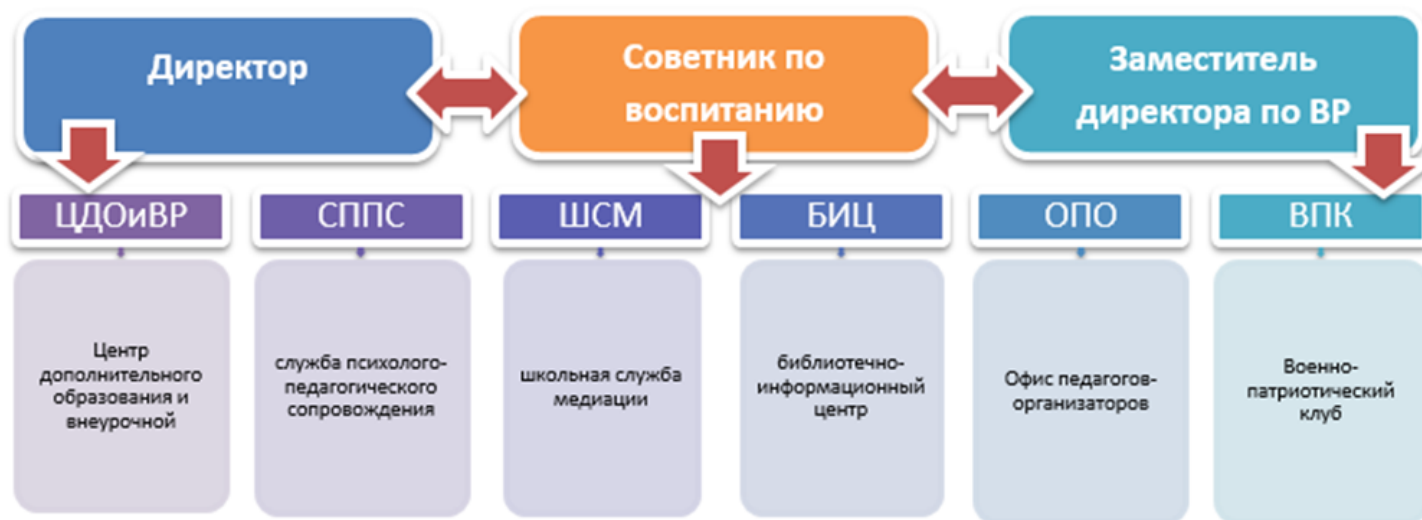 Директор
Советник по
воспитанию
Заместитель
директора по ВР
ЦДОиВР
СППС
ШСМ
БИЦ
ОПО
ВПК
Центр
дополнительного
образования и
внеурочной
служба психолого-
педагогического
сопровождения
школьная служба
медиации
библиотечно-
информационный
центр
Офис педагогов-
организаторов
Военно-
патриотический
клуб